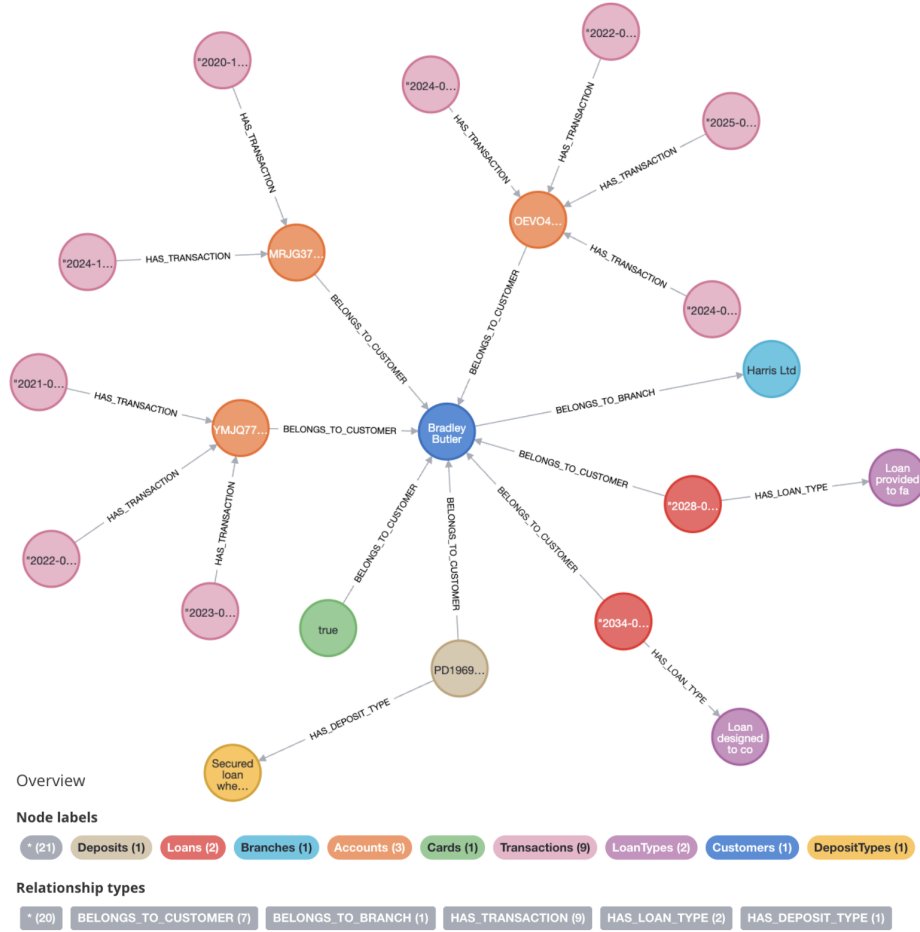 "2022-0...
"2020-1...
"2024-0...
"2025-0...
HAS_TRANSACTION
HAS_TRANSACTION
HAS_TRANSACTION
HAS_TRANSACTION
OEVO4...
MRJG37...
"2024-1...
HAS_TRANSACTION
HAS_TRANSACTION
"2024-0...
BELONGS_TO_CUSTOMER
BELONGS_TO_CUSTOMER
Harris Ltd
"2021-0...
HAS_TRANSACTION
BELONGS_TO_BRANCH
YMJQ77...
BELONGS_TO_CUSTOMER
Bradley
Butler
BELONGS_TO_CUSTOMER
Loan
provided
to fa
HAS_LOAN_TYPE
"2028-0...
HAS_TRANSACTION
HAS_TRANSACTION
BELONGS_TO_CUSTOMER
BELONGS_TO_CUSTOMER
BELONGS_TO_CUSTOMER
"2022-0...
"2023-0...
true
"2034-0...
PD1969...
HAS_LOAN_TYPE
HAS_DEPOSIT_TYPE
Loan
designed
to co
Secured
loan
whe...
Overview
Node labels
* (21) Deposits (1) Loans (2) Branches (1) Accounts (3) Cards (1) Transactions (9) LoanTypes (2) Customers (1) DepositTypes (1)
Relationship types
* (20) BELONGS_TO_CUSTOMER (7) BELONGS_TO_BRANCH (1) HAS_TRANSACTION (9) HAS_LOAN_TYPE (2) HAS_DEPOSIT_TYPE (1)